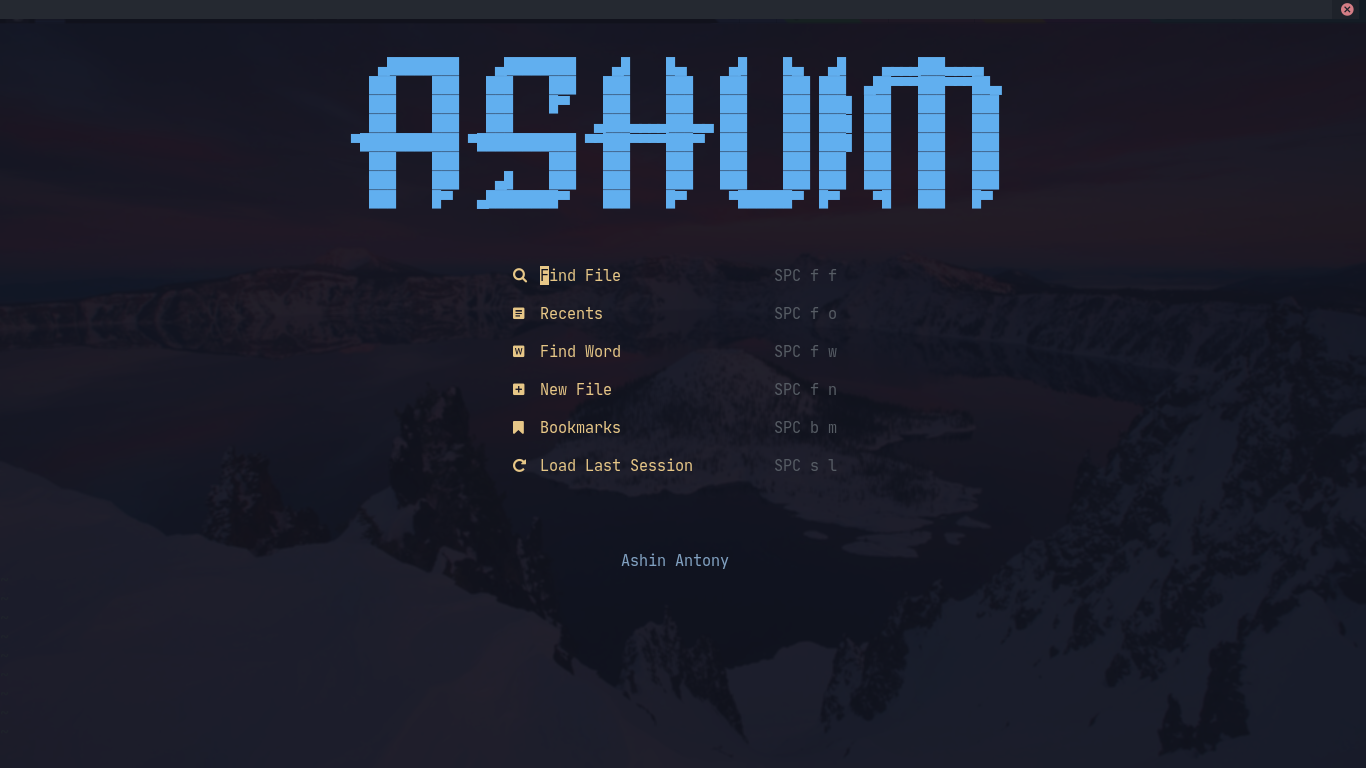 ASHVIM
Find File SPC f f
Recents SPC f o
Find Word SPC f w
New File SPC f n
Bookmarks SPC b m
Load Last Session SPC s l
Ashin Antony